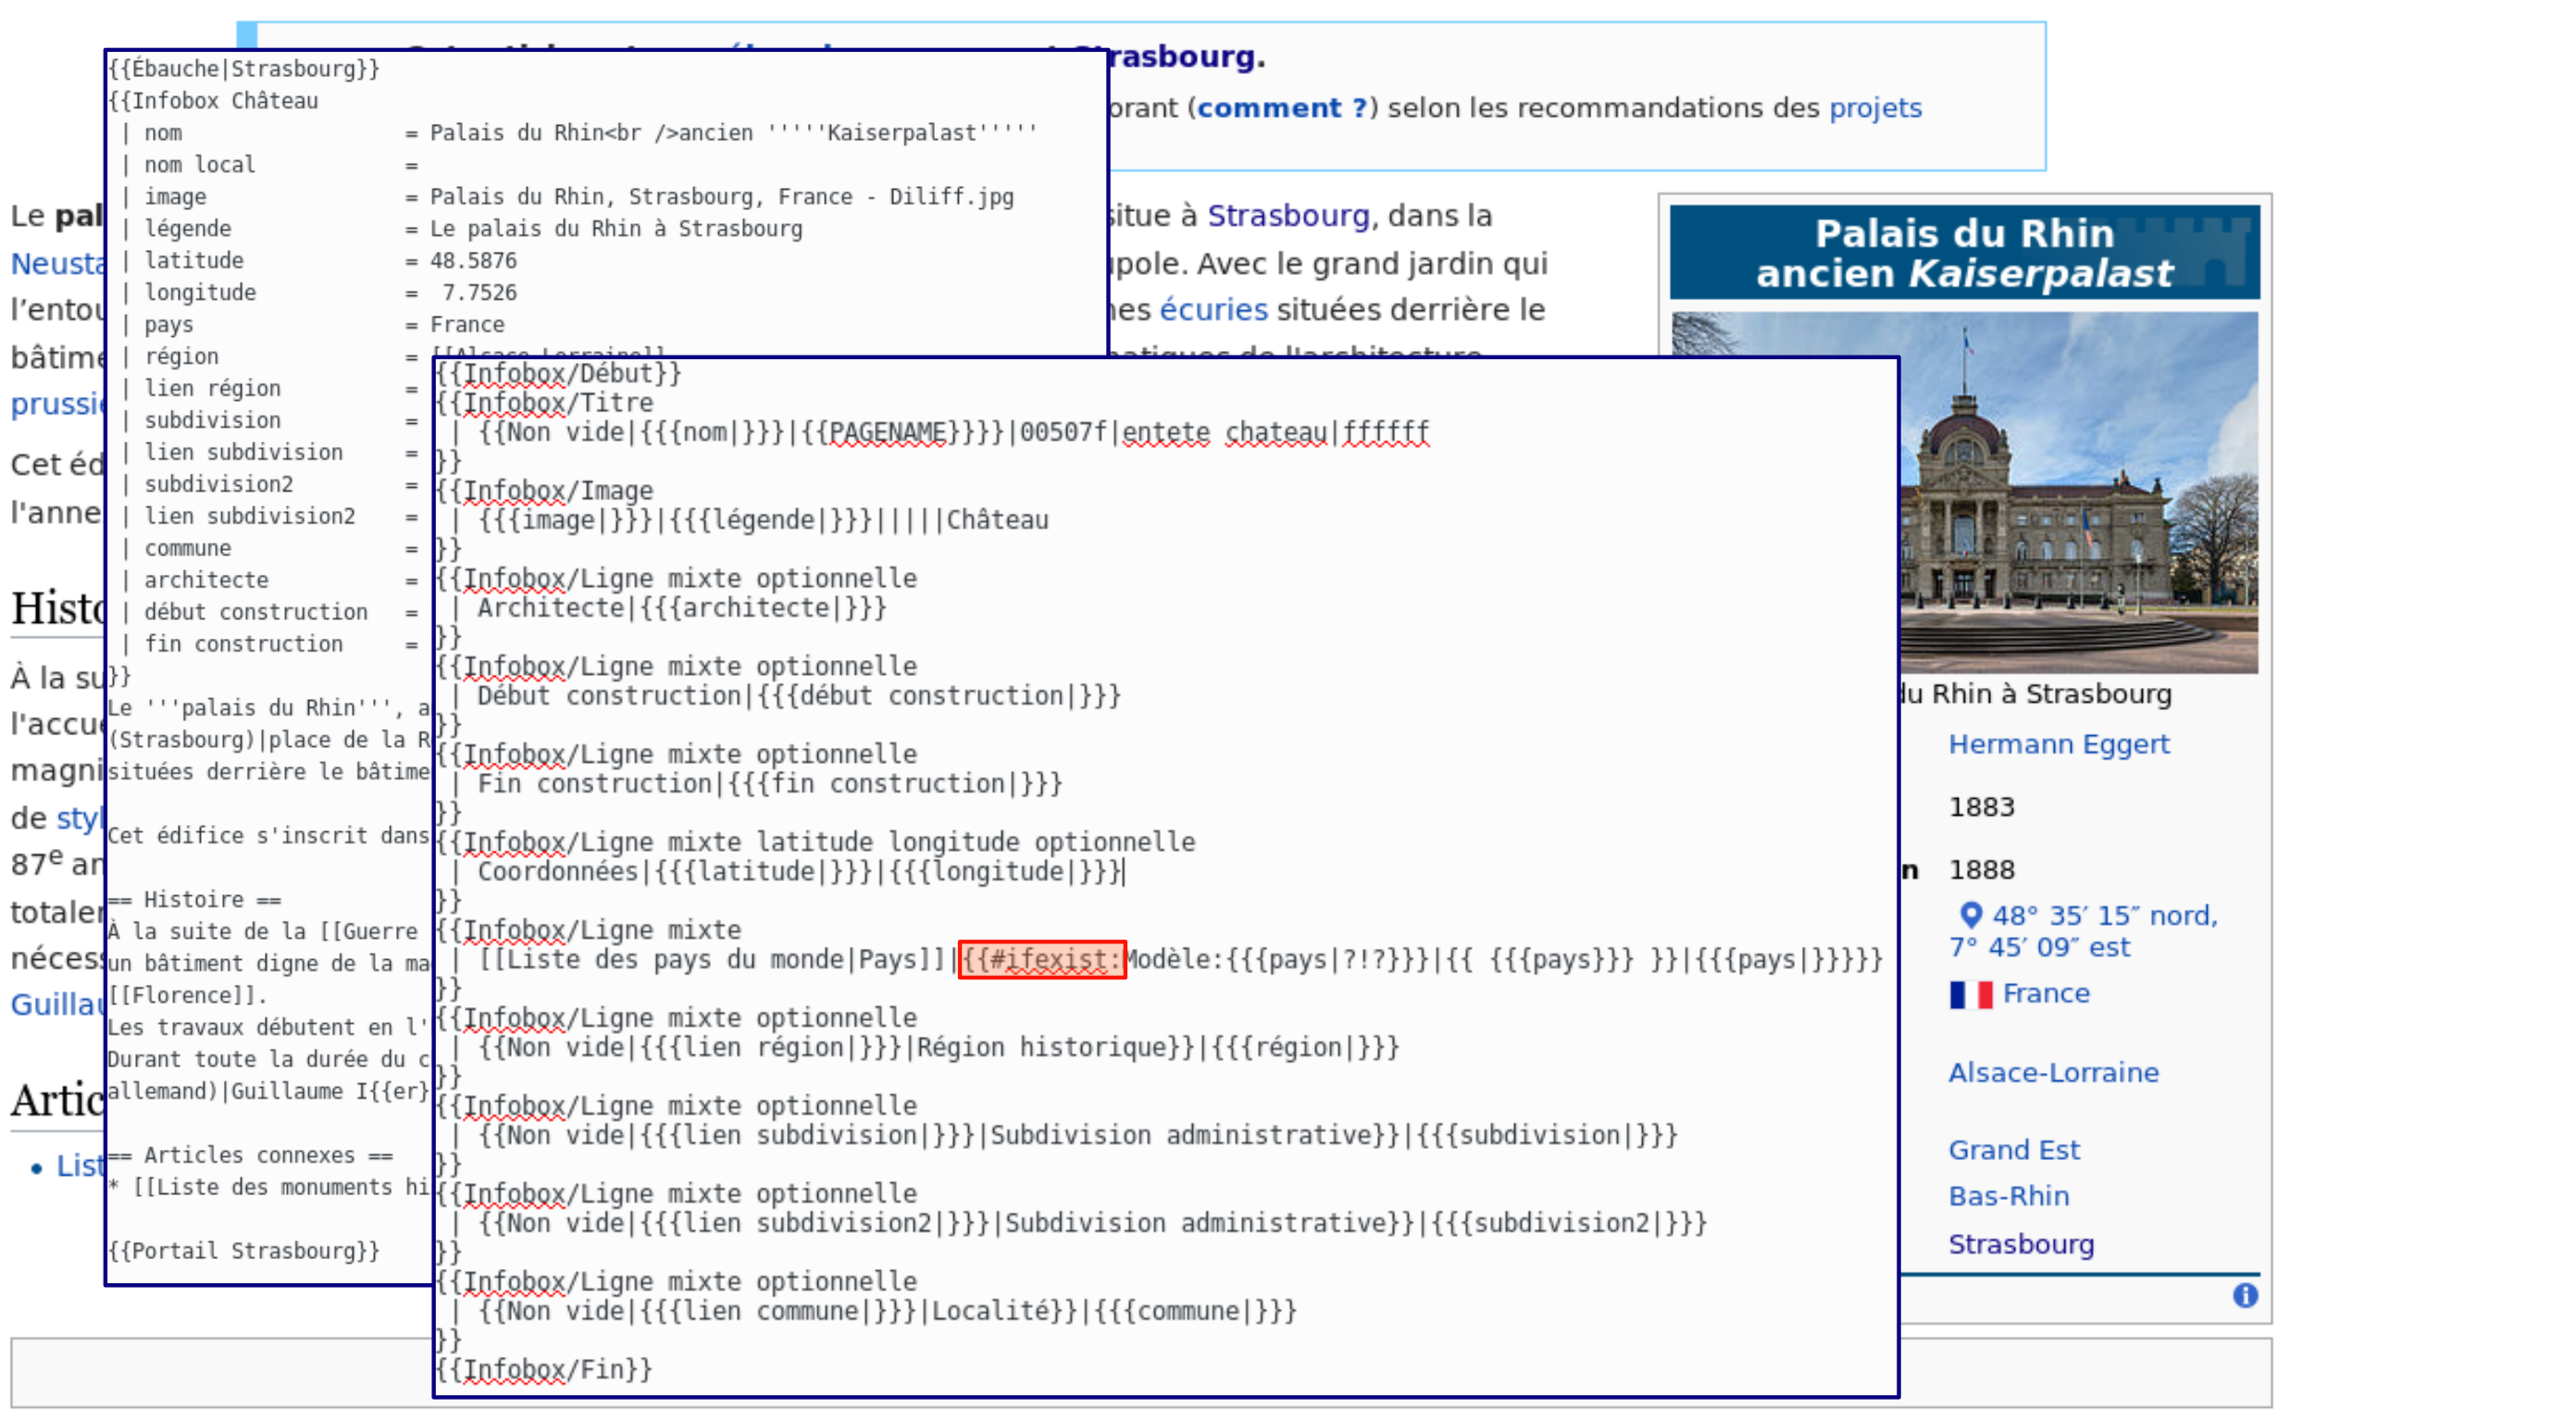 Strasbourg.
(comment ?) selon les recommandations des projets
{{Ébauche|Strasbourg}}
{{Infobox Château
| nom = Palais du Rhin<br />ancien '''''Kaiserpalast'''''
| nom local =
| image = Palais du Rhin, Strasbourg, France - Diliff.jpg
| légende = Le palais du Rhin à Strasbourg
| latitude = 48.5876
| longitude = 7.7526
| pays = France
| région = [[Alsace-Lorraine]]
| lien région =
| subdivision =
| lien subdivision =
| subdivision2 =
| lien subdivision2 =
| commune =
| architecte =
| début construction =
| fin construction =
}}
Le '''palais du Rhin''', a
(Strasbourg)|place de la R
situées derrière le bâtime
Cet édifice s'inscrit dans
== Histoire ==
À la suite de la [[Guerre
un bâtiment digne de la ma
[[Florence]].
Les travaux débutent en l'
Durant toute la durée du c
allemand)|Guillaume I{{er}
== Articles connexes ==
* [[Liste des monuments hi
{{Portail Strasbourg}}
{{Infobox/Début}}
{{Infobox/Titre
| {{Non vide|{{{nom|}}}|{{PAGENAME}}}}|00507f|entete chateau|ffffff
}}
{{Infobox/Image
| {{{image|}}}|{{{légende|}}}|||||Château
}}
{{Infobox/Ligne mixte optionnelle
| Architecte|{{{architecte|}}}
}}
{{Infobox/Ligne mixte optionnelle
| Début construction|{{{début construction|}}}
}}
{{Infobox/Ligne mixte optionnelle
| Fin construction|{{{fin construction|}}}
}}
{{Infobox/Ligne mixte latitude longitude optionnelle
| Coordonnées|{{{latitude|}}}|{{{longitude|}}}
}}
{{Infobox/Ligne mixte
| [[Liste des pays du monde|Pays]]|{{#ifexist:Modèle:{{{pays|?!?}}}|{{ {{{pays}}} }}|{{{pays|}}}}}
}}
{{Infobox/Ligne mixte optionnelle
| {{Non vide|{{{lien région|}}}|Région historique}}|{{{région|}}}
}}
{{Infobox/Ligne mixte optionnelle
| {{Non vide|{{{lien subdivision|}}}|Subdivision administrative}}|{{{subdivision|}}}
}}
{{Infobox/Ligne mixte optionnelle
| {{Non vide|{{{lien subdivision2|}}}|Subdivision administrative}}|{{{subdivision2|}}}
}}
{{Infobox/Ligne mixte optionnelle
| {{Non vide|{{{lien commune|}}}|Localité}}|{{{commune|}}}
}}
{{Infobox/Fin}}
Le pal
Neusta
l'entou
bâtime
prussie
Cet éd
l'anne
Histo
À la su
l'accue
magni
de styl
87e an
totaler
nécess
Guillau
Artic
• List
situe à Strasbourg, dans la
pole. Avec le grand jardin qui
nes écuries situées derrière le
atiques de l'architecture
Palais du Rhin
ancien Kaiserpalast
du Rhin à Strasbourg
Hermann Eggert
1883
n 1888
48° 35′ 15″ nord,
7° 45′ 09″ est
France
Alsace-Lorraine
Grand Est
Bas-Rhin
Strasbourg